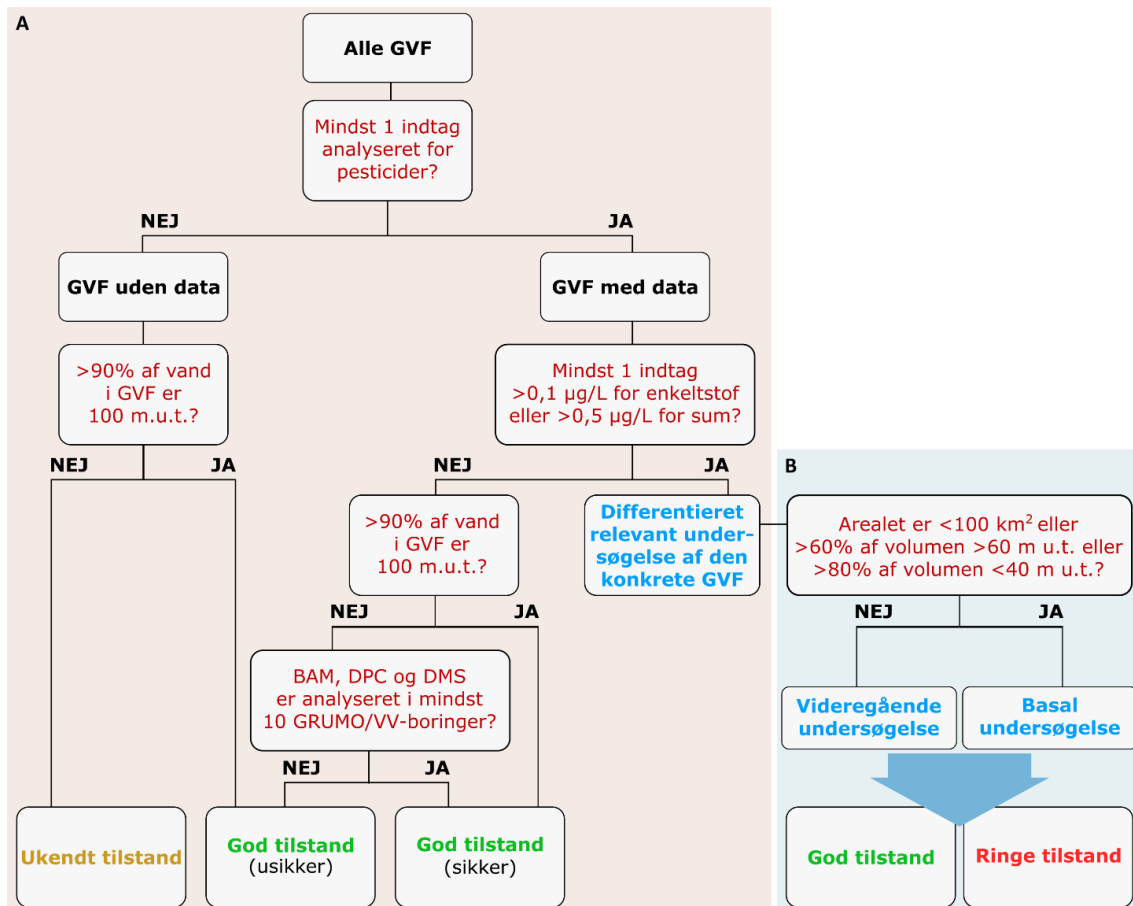 A
Alle GVF
Mindst 1 indtag
analyseret for
pesticider?
NEJ
JA
GVF uden data
GVF med data
>90% af vand
i GVF er
100 m.u.t.?
Mindst 1 indtag
>0,1 µg/L for enkeltstof
eller >0,5 µg/L for sum?
NEJ
JA
NEJ
JA
>90% af vand
i GVF er
100 m.u.t.?
Differentieret
relevant under-
søgelse af den
konkrete GVF
NEJ
JA
BAM, DPC og DMS
er analyseret i mindst
10 GRUMO/VV-boringer?
NEJ
JA
Ukendt tilstand
God tilstand
(usikker)
God tilstand
(sikker)
B
Arealet er <100 km² eller
>60% af volumen >60 m u.t. eller
>80% af volumen <40 m u.t.?
NEJ
JA
Videregående
undersøgelse
Basal
undersøgelse
God tilstand
Ringe tilstand